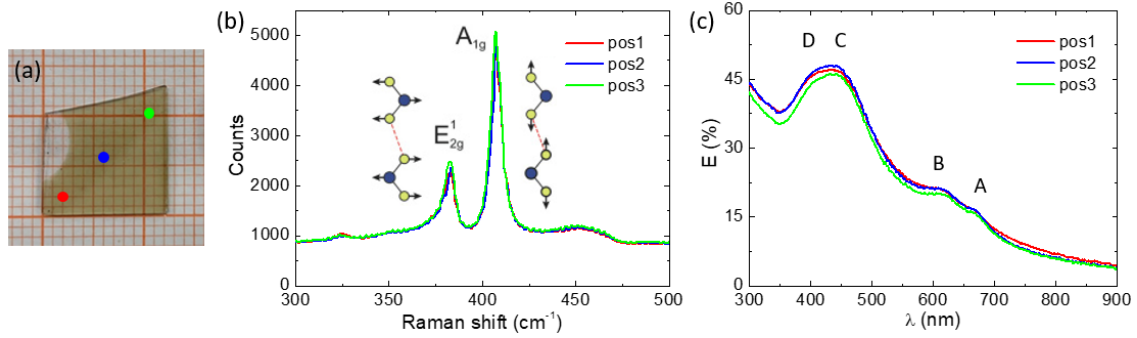 (a)
(b)
5000
4000
3000
2000
1000
0
Counts
300
350
400
450
500
Raman shift (cm⁻¹)
E¹2g
A1g
pos1
pos2
pos3
(c)
60
45
30
15
0
E (%)
300
400
500
600
700
800
900
λ (nm)
D C
B
A
pos1
pos2
pos3